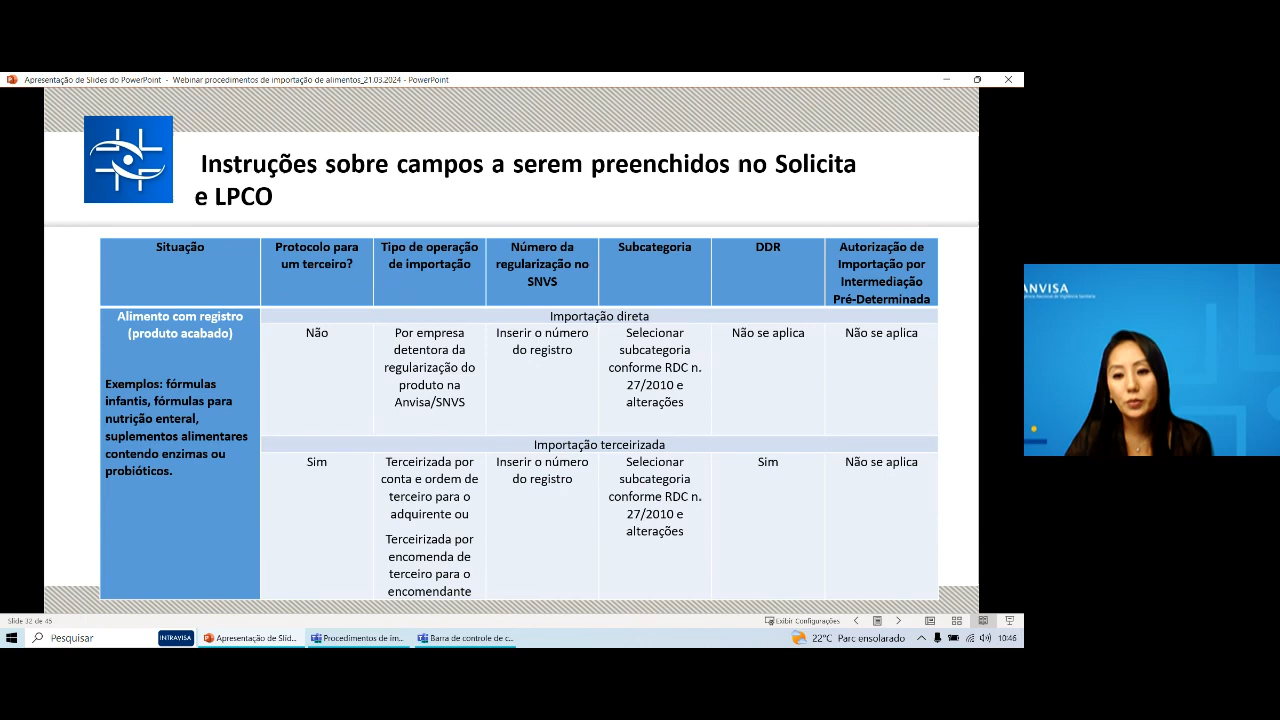 Apresentação de Slides do PowerPoint - Webinar procedimentos de importação de alimentos_21.03.2024 - PowerPoint
Instruções sobre campos a serem preenchidos no Solicita
e LPCO
Situação
Protocolo para
um terceiro?
Tipo de operação
de importação
Número da
regularização no
SNVS
Subcategoria
DDR
Autorização de
Importação por
Intermediação
Pré-Determinada
Alimento com registro
(produto acabado)
Exemplos: fórmulas
infantis, fórmulas para
nutrição enteral,
suplementos alimentares
contendo enzimas ou
probióticos.
Importação direta
Não
Por empresa
detentora da
regularização do
produto na
Anvisa/SNVS
Inserir o número
do registro
Selecionar
subcategoria
conforme RDC n.
27/2010 e
alterações
Não se aplica
Não se aplica
Importação terceirizada
Sim
Terceirizada por
conta e ordem de
terceiro para o
adquirente ou
Terceirizada por
encomenda de
terceiro para o
encomendante
Inserir o número
do registro
Selecionar
subcategoria
conforme RDC n.
27/2010 e
alterações
Sim
Não se aplica
ANVISA
Agência Nacional de Vigilância Sanitária
Slide 32 de 45
Exibir Configurações
Pesquisar
INTRAVISA
Apresentação de Slid...
Procedimentos de im...
Barra de controle de c...
22°C Parc ensolarado
10:46